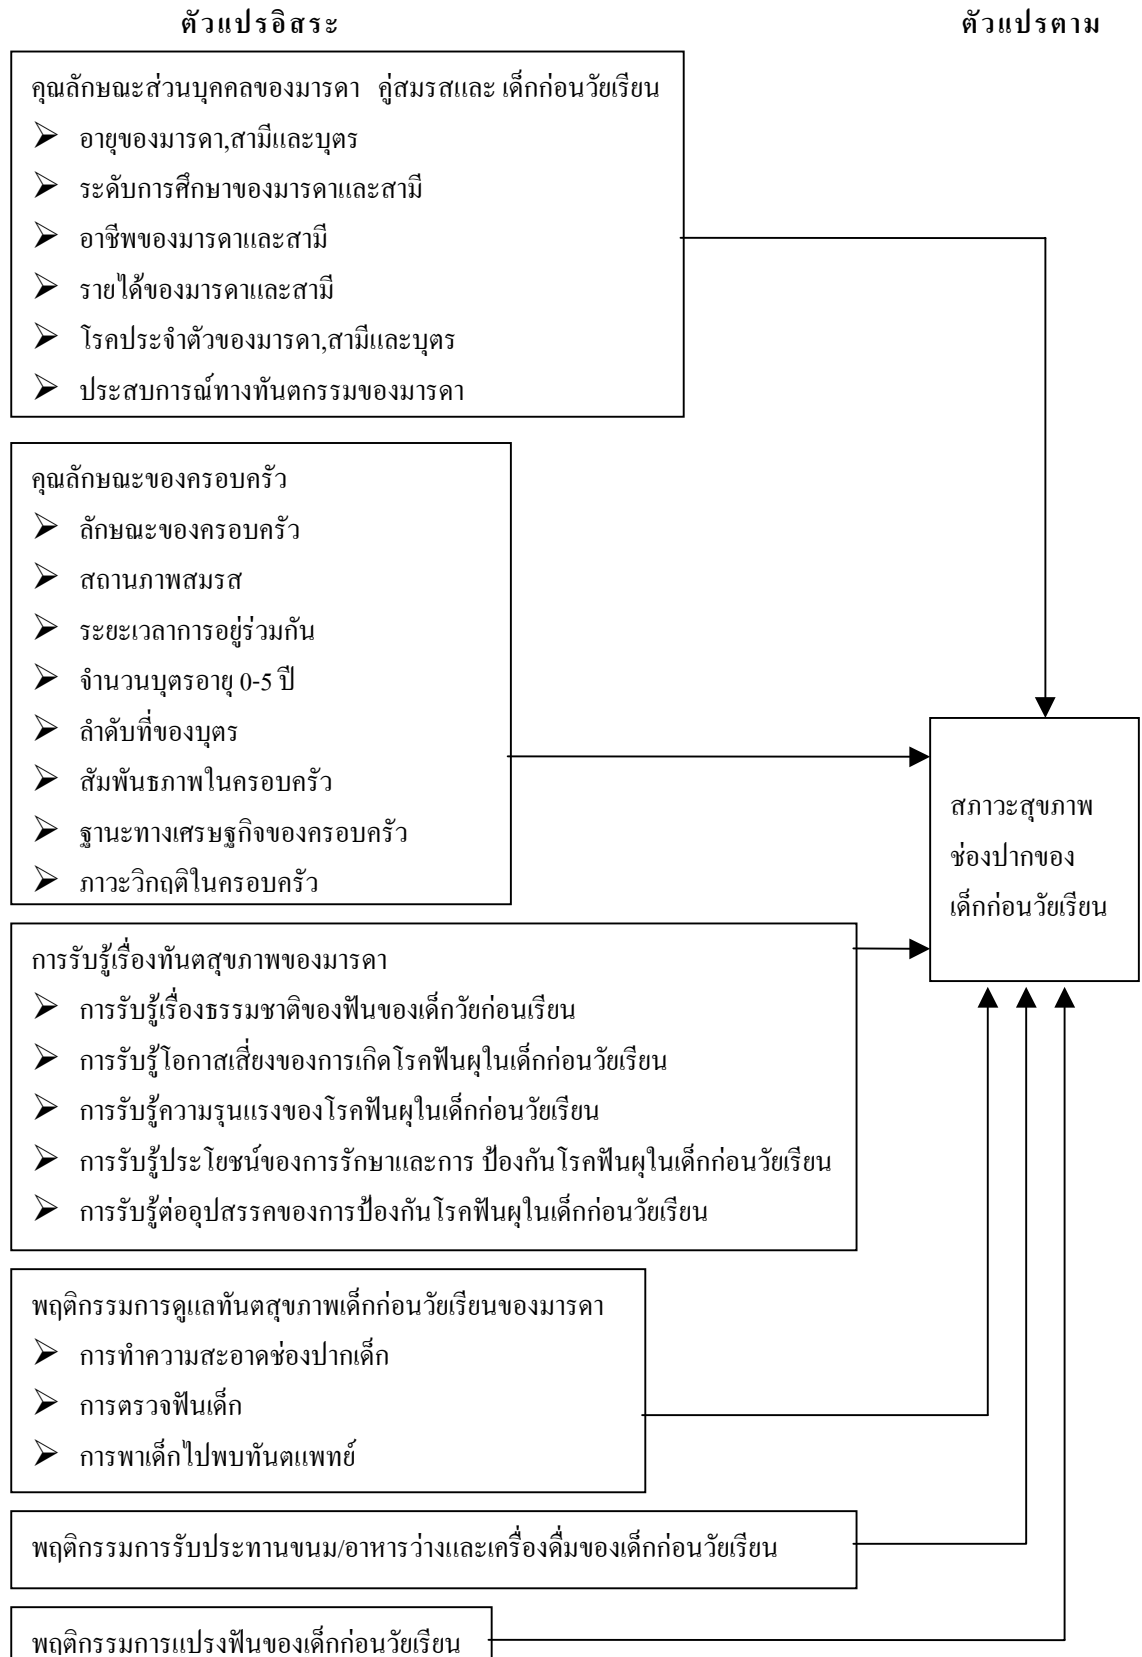 ตัวแปรอิสระ
ตัวแปรตาม
คุณลักษณะส่วนบุคคลของมารดา คู่สมรสและ เด็กก่อนวัยเรียน
➢ อายุของมารดา,สามีและบุตร
➢ ระดับการศึกษาของมารดาและสามี
➢ อาชีพของมารดาและสามี
➢ รายได้ของมารดาและสามี
➢ โรคประจำตัวของมารดา,สามีและบุตร
➢ ประสบการณ์ทางทันตกรรมของมารดา
คุณลักษณะของครอบครัว
➢ ลักษณะของครอบครัว
➢ สถานภาพสมรส
➢ ระยะเวลาการอยู่ร่วมกัน
➢ จำนวนบุตรอายุ 0-5 ปี
➢ ลำดับที่ของบุตร
➢ สัมพันธภาพในครอบครัว
➢ ฐานะทางเศรษฐกิจของครอบครัว
➢ ภาวะวิกฤติในครอบครัว
การรับรู้เรื่องทันตสุขภาพของมารดา
➢ การรับรู้เรื่องธรรมชาติของฟันของเด็กวัยก่อนเรียน
➢ การรับรู้โอกาสเสี่ยงของการเกิดโรคฟันผุในเด็กก่อนวัยเรียน
➢ การรับรู้ความรุนแรงของโรคฟันผุในเด็กก่อนวัยเรียน
➢ การรับรู้ประโยชน์ของการรักษาและการ ป้องกันโรคฟันผุในเด็กก่อนวัยเรียน
➢ การรับรู้ต่ออุปสรรคของการป้องกันโรคฟันผุในเด็กก่อนวัยเรียน
พฤติกรรมการดูแลทันตสุขภาพเด็กก่อนวัยเรียนของมารดา
➢ การทำความสะอาดช่องปากเด็ก
➢ การตรวจฟันเด็ก
➢ การพาเด็กไปพบทันตแพทย์
พฤติกรรมการรับประทานขนม/อาหารว่างและเครื่องดื่มของเด็กก่อนวัยเรียน
พฤติกรรมการแปรงฟันของเด็กก่อนวัยเรียน
สภาวะสุขภาพ
ช่องปากของ
เด็กก่อนวัยเรียน